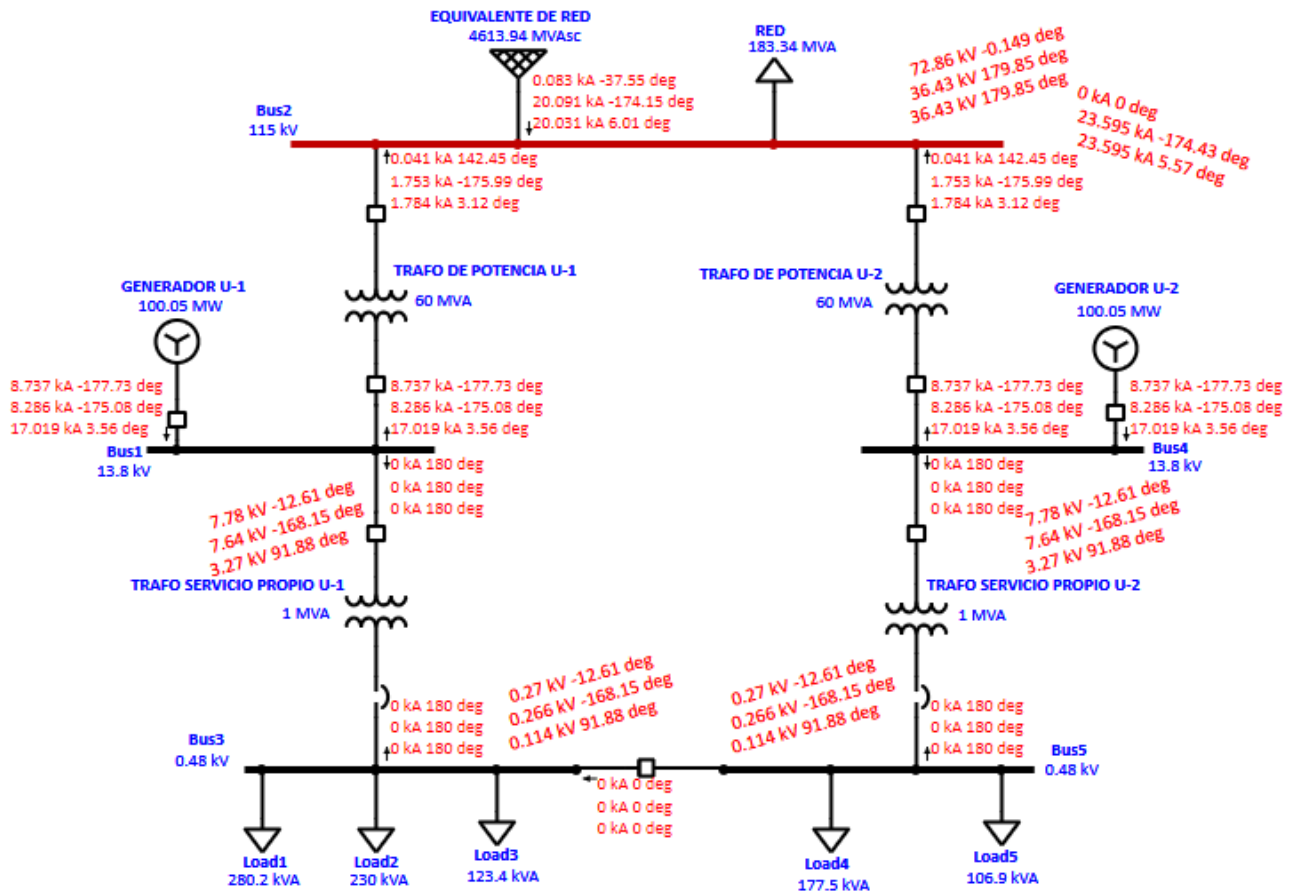 EQUIVALENTE DE RED
4613.94 MVAsc
RED
183.34 MVA
72.86 kV -0.149 deg
36.43 kV 179.85 deg
36.43 kV 179.85 deg
0.083 kA -37.55 deg
20.091 kA -174.15 deg
20.031 kA 6.01 deg
0 kA 0 deg
23.595 kA -174.43 deg
23.595 kA 5.57 deg
Bus2
115 kV
0.041 kA 142.45 deg
1.753 kA -175.99 deg
1.784 kA 3.12 deg
0.041 kA 142.45 deg
1.753 kA -175.99 deg
1.784 kA 3.12 deg
TRAFO DE POTENCIA U-1
60 MVA
TRAFO DE POTENCIA U-2
60 MVA
GENERADOR U-1
100.05 MW
GENERADOR U-2
100.05 MW
8.737 kA -177.73 deg
8.286 kA -175.08 deg
17.019 kA 3.56 deg
8.737 kA -177.73 deg
8.286 kA -175.08 deg
17.019 kA 3.56 deg
8.737 kA -177.73 deg
8.286 kA -175.08 deg
17.019 kA 3.56 deg
8.737 kA -177.73 deg
8.286 kA -175.08 deg
17.019 kA 3.56 deg
Bus1
13.8 kV
Bus4
13.8 kV
0 kA 180 deg
0 kA 180 deg
0 kA 180 deg
0 kA 180 deg
0 kA 180 deg
0 kA 180 deg
7.78 kV -12.61 deg
7.64 kV -168.15 deg
3.27 kV 91.88 deg
7.78 kV -12.61 deg
7.64 kV -168.15 deg
3.27 kV 91.88 deg
TRAFO SERVICIO PROPIO U-1
1 MVA
TRAFO SERVICIO PROPIO U-2
1 MVA
0.27 kV -12.61 deg
0.266 kV -168.15 deg
0.114 kV 91.88 deg
0.27 kV -12.61 deg
0.266 kV -168.15 deg
0.114 kV 91.88 deg
0 kA 180 deg
0 kA 180 deg
0 kA 180 deg
0 kA 180 deg
0 kA 180 deg
0 kA 180 deg
Bus3
0.48 kV
Bus5
0.48 kV
0 kA 0 deg
0 kA 0 deg
0 kA 0 deg
Load1
280.2 kVA
Load2
230 kVA
Load3
123.4 kVA
Load4
177.5 kVA
Load5
106.9 kVA